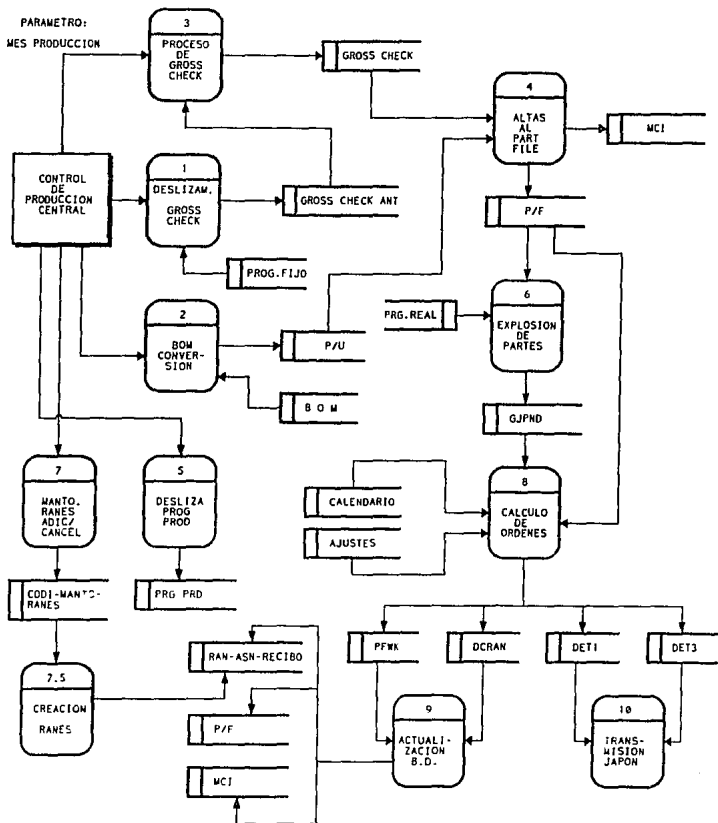 PARAMETRO:
MES PRODUCCION
3
PROCESO
DE
GROSS
CHECK
GROSS CHECK
4
ALTAS
AL
PART
FILE
MCI
CONTROL
DE
PRODUCCION
CENTRAL
1
DESLIZAM.
GROSS
CHECK
GROSS CHECK ANT
P/F
PROG.FIJO
2
BOM
CONVER-
SION
P/U
PRG.REAL
6
EXPLOSION
DE
PARTES
B O M
GJPND
7
MANTO.
RANES
ADIC/
CANCEL
5
DESLIZA
PROG
PROD
CALENDARIO
AJUSTES
8
CALCULO
DE
ORDENES
CODI-MANTO-
RANES
PRG PRD
RAN-ASN-RECIBO
PFWK
DCRAN
DET1
DET3
7.5
CREACION
RANES
P/F
MCI
9
ACTUALI-
ZACION
B.D.
10
TRANS-
MISION
JAPON